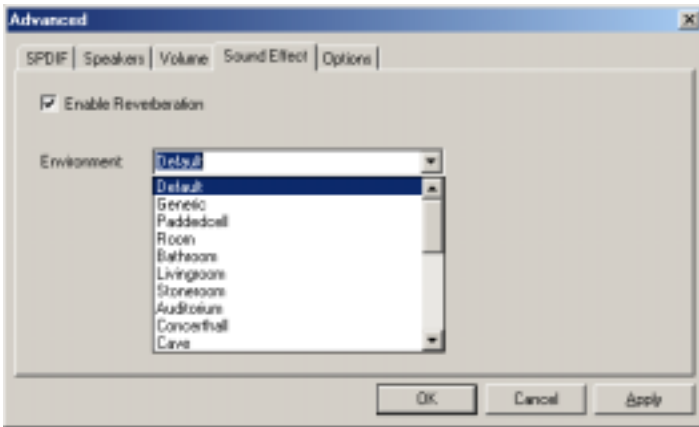 Advanced
SPDIF Speakers Volume Sound Effect Options
Enable Reverberation
Environment Default
Default
Generic
Paddedcell
Room
Bathroom
Livingroom
Stoneroom
Auditorium
Concerthall
Cave
OK Cancel Apply